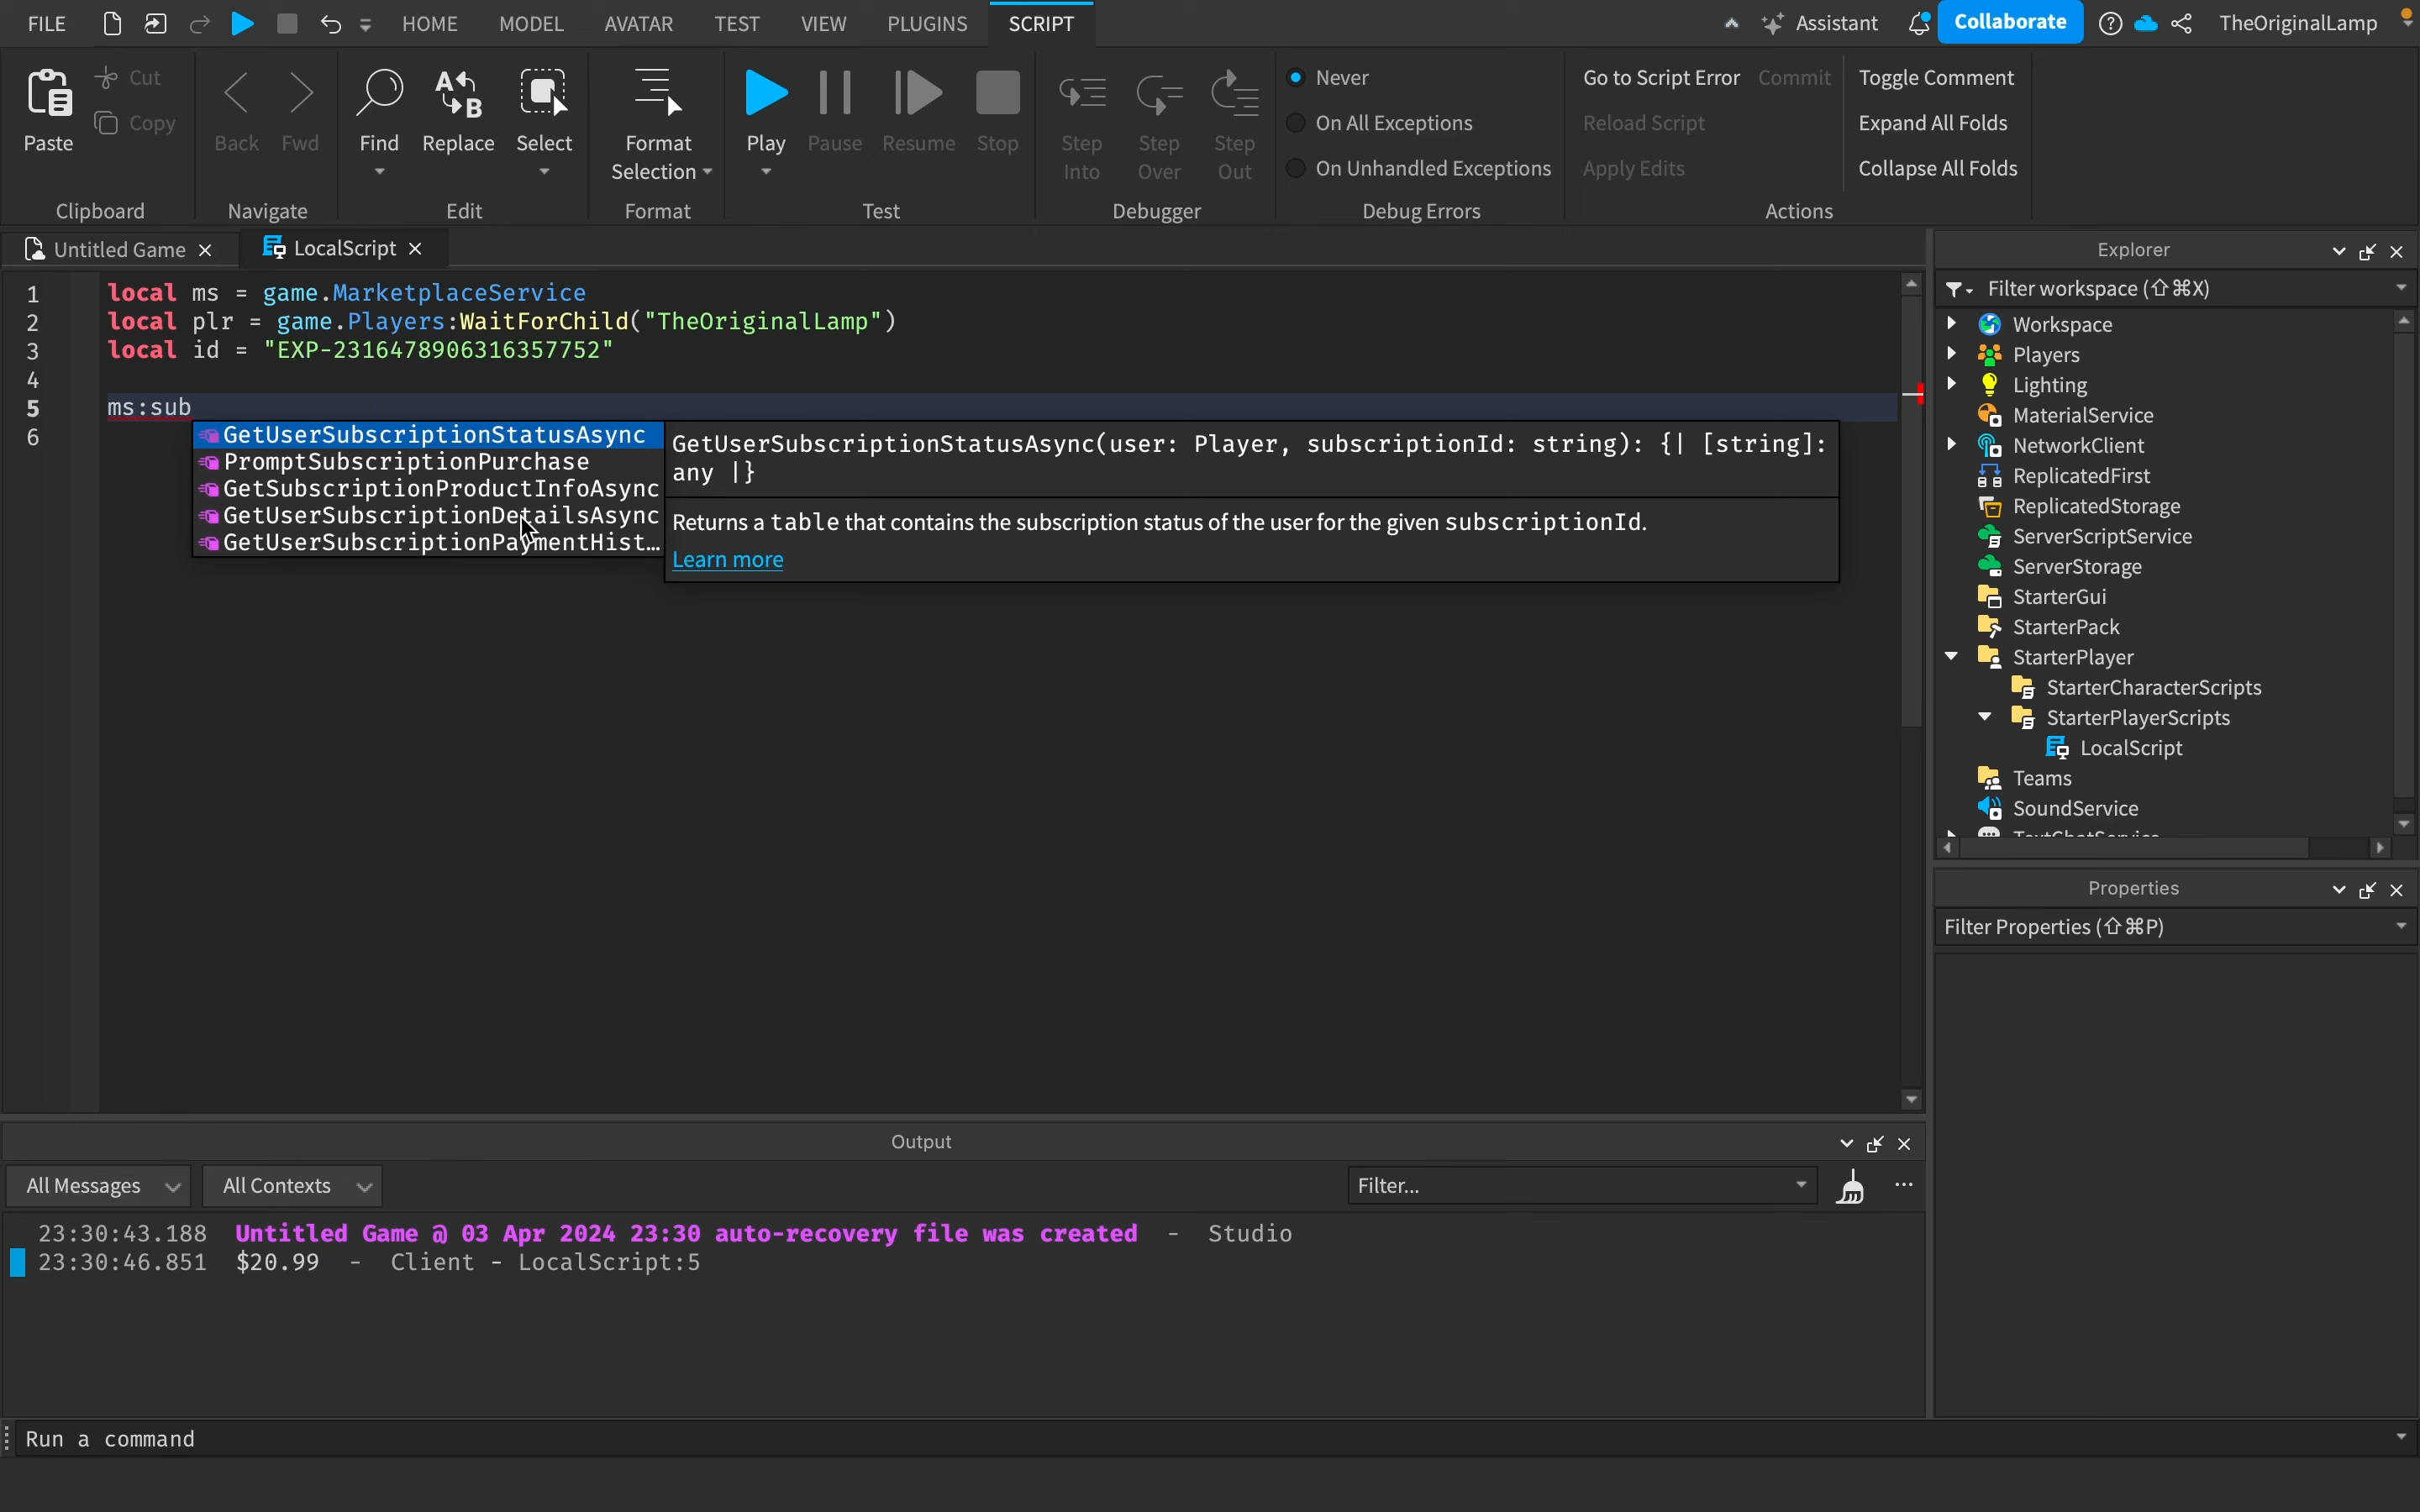 FILE HOME MODEL AVATAR TEST VIEW PLUGINS SCRIPT Assistant Collaborate TheOriginalLamp
Paste Cut Copy
Clipboard
Back Fwd
Navigate
Find Replace Select
Edit
Format Selection
Format
Play Pause Resume Stop
Test
Step Into Step Over Step Out
Debugger
Never
On All Exceptions
On Unhandled Exceptions
Debug Errors
Go to Script Error Commit
Reload Script
Apply Edits
Toggle Comment
Expand All Folds
Collapse All Folds
Actions
Untitled Game LocalScript
1 local ms = game.MarketplaceService
2 local plr = game.Players:WaitForChild("TheOriginalLamp")
3 local id = "EXP-2316478906316357752"
4
5 ms:sub
6
GetUserSubscriptionStatusAsync
PromptSubscriptionPurchase
GetSubscriptionProductInfoAsync
GetUserSubscriptionDetailsAsync
GetUserSubscriptionPaymentHist…
GetUserSubscriptionStatusAsync(user: Player, subscriptionId: string): {| [string]:
any |}
Returns a table that contains the subscription status of the user for the given subscriptionId.
Learn more
Explorer
Filter workspace (⇧⌘X)
Workspace
Players
Lighting
MaterialService
NetworkClient
ReplicatedFirst
ReplicatedStorage
ServerScriptService
ServerStorage
StarterGui
StarterPack
StarterPlayer
StarterCharacterScripts
StarterPlayerScripts
LocalScript
Teams
SoundService
TextChatService
Properties
Filter Properties (⇧⌘P)
Output
All Messages All Contexts Filter...
23:30:43.188 Untitled Game @ 03 Apr 2024 23:30 auto-recovery file was created - Studio
23:30:46.851 $20.99 - Client - LocalScript:5
Run a command